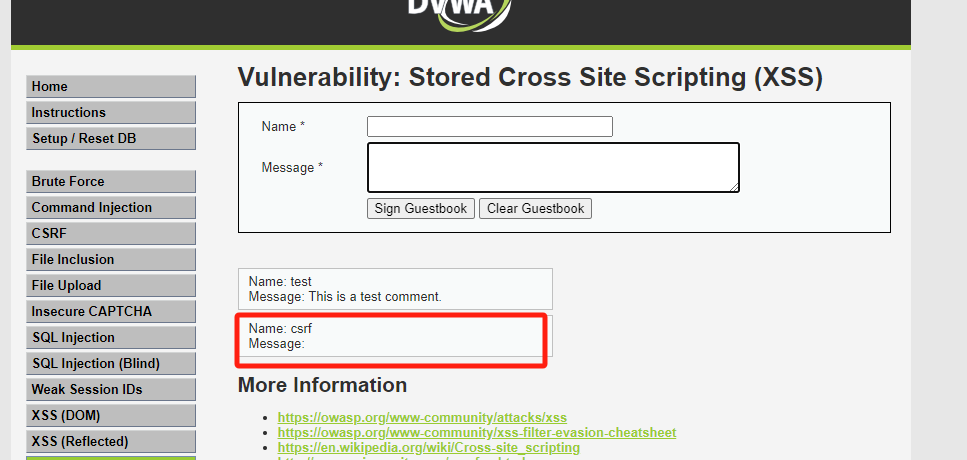 DVWA
Vulnerability: Stored Cross Site Scripting (XSS)
Home
Instructions
Setup / Reset DB
Brute Force
Command Injection
CSRF
File Inclusion
File Upload
Insecure CAPTCHA
SQL Injection
SQL Injection (Blind)
Weak Session IDs
XSS (DOM)
XSS (Reflected)
Name *
Message *
Sign Guestbook Clear Guestbook
Name: test
Message: This is a test comment.
Name: csrf
Message:
More Information
https://owasp.org/www-community/attacks/xss
https://owasp.org/www-community/xss-filter-evasion-cheatsheet
https://en.wikipedia.org/wiki/Cross-site_scripting